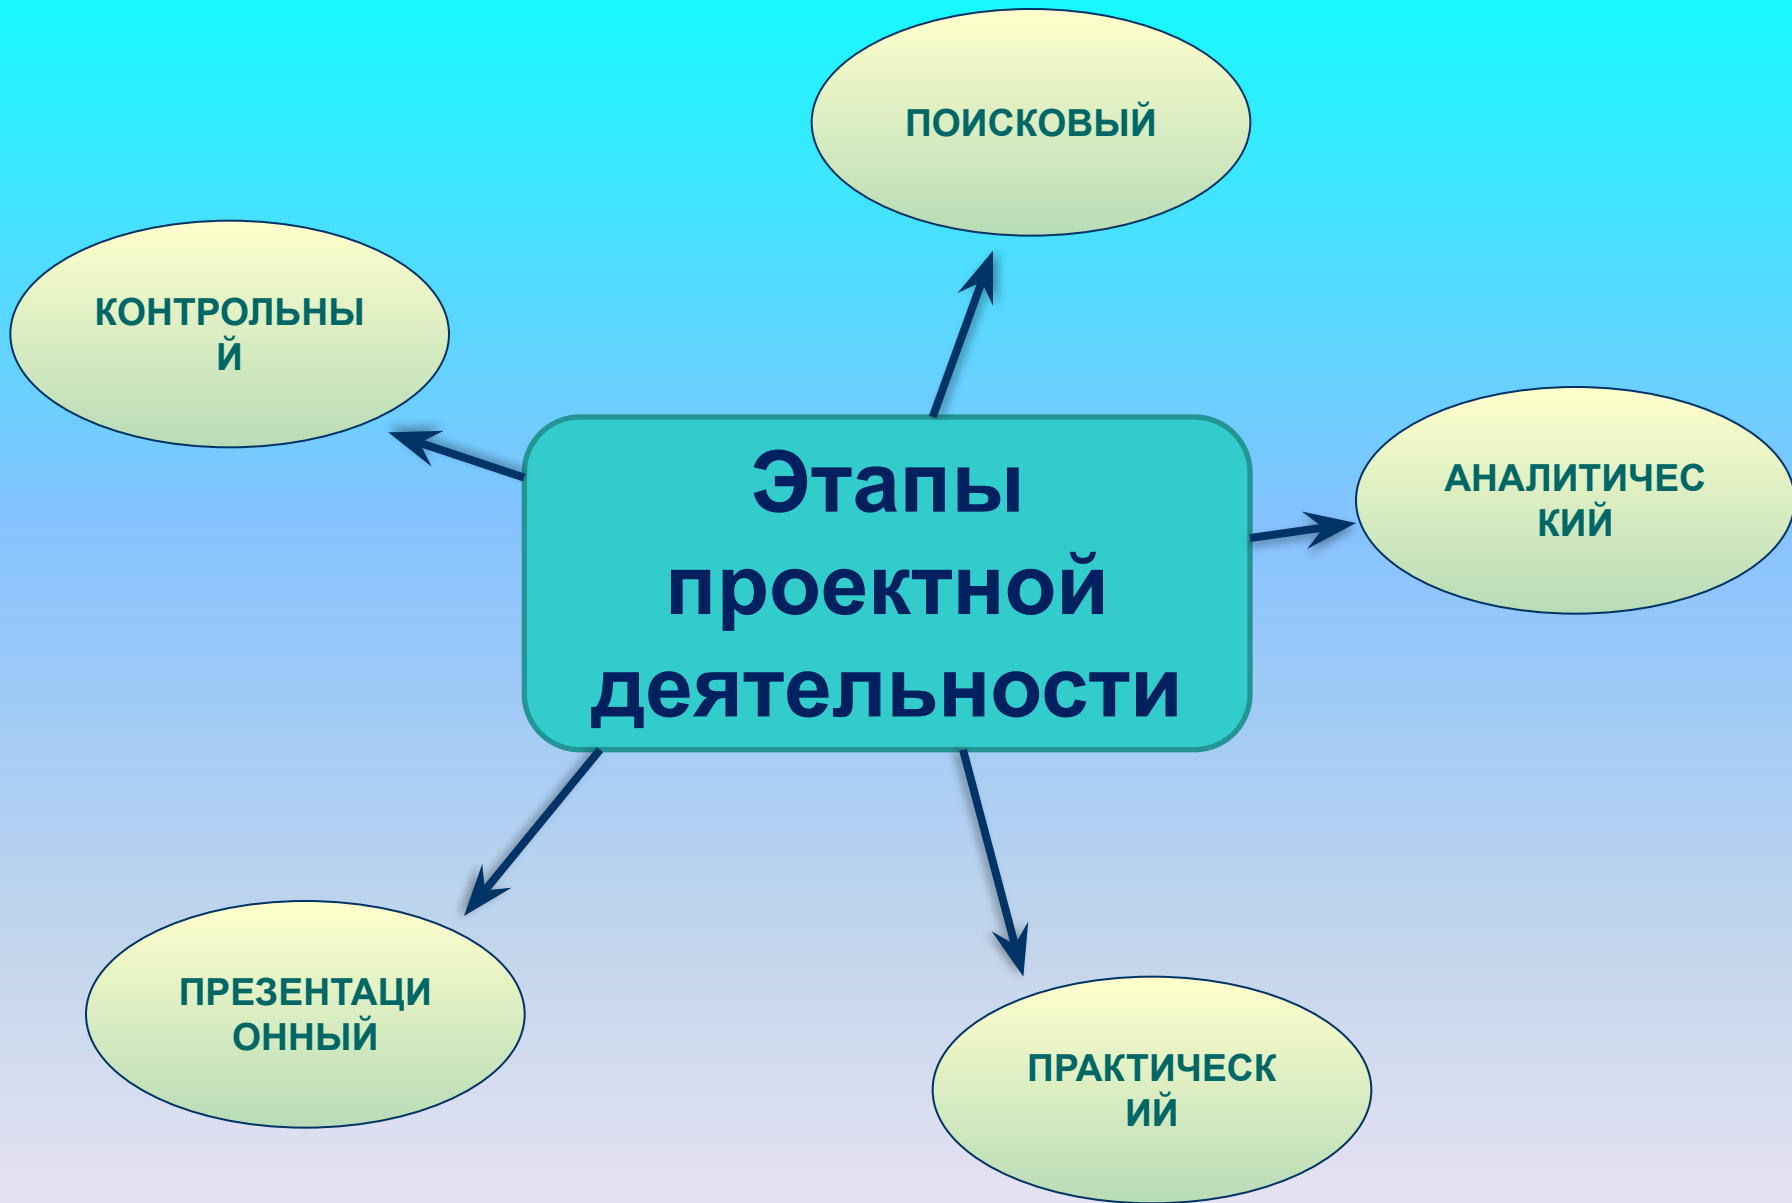 ПОИСКОВЫЙ
КОНТРОЛЬНЫ
Й
АНАЛИТИЧЕС
КИЙ
Этапы
проектной
деятельности
ПРЕЗЕНТАЦИ
ОННЫЙ
ПРАКТИЧЕСК
ИЙ